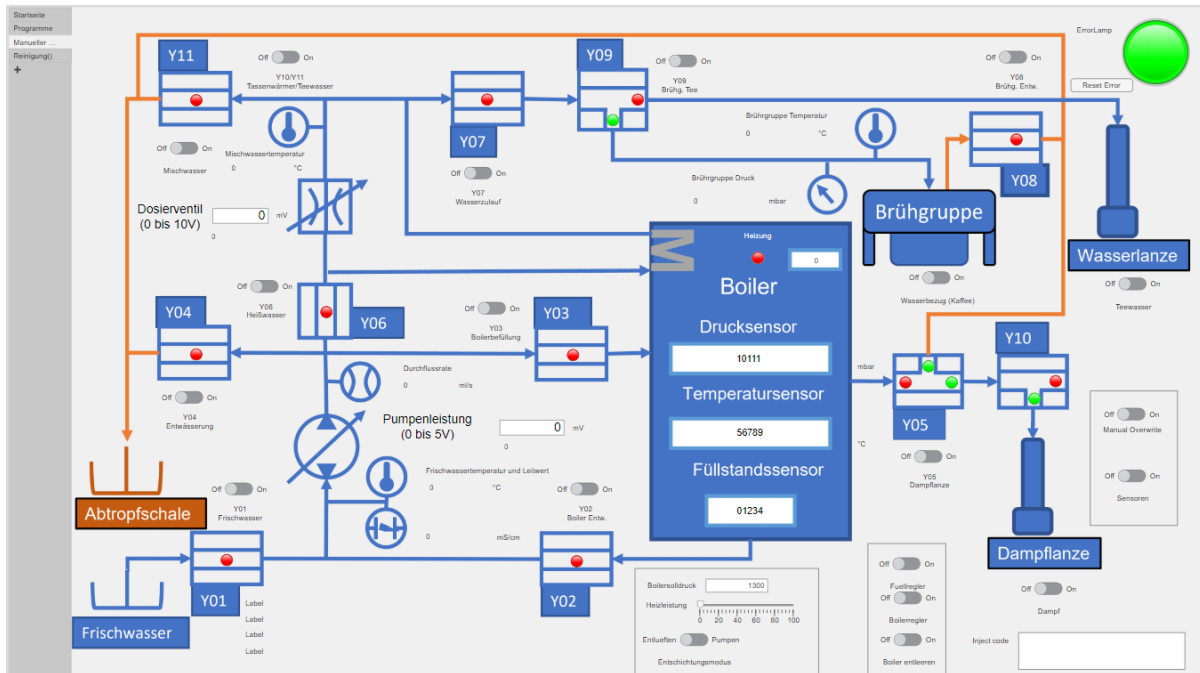 Startseite
Programme
Manueller ...
Reinigung()
+
Y11
Off On
Y10/Y11
Tassenwärmer/Teewasser
Y09
Off On
Y09
Brühg. Tee
Off On
Y08
Brühg. Entw.
ErrorLamp
Reset Error
Off On
Mischwasser
Mischwassertemperatur
0 °C
Y07
Off On
Y07
Wasserzulauf
Brührgruppe Temperatur
0 °C
Brührgruppe Druck
0 mbar
Y08
Brühgruppe
Off On
Wasserbezug (Kaffee)
Wasserlanze
Off On
Teewasser
Dosierventil
(0 bis 10V)
0 mV
0
Off On
Y06
Heißwasser
Y06
Y04
Off On
Y03
Boilerbefüllung
Y03
Heizung
0
Boiler
Drucksensor
10111
mbar
Temperatursensor
56789
°C
Füllstandssensor
01234
Off On
Y04
Entwässerung
Durchflussrate
0 ml/s
Pumpenleistung
(0 bis 5V)
0 mV
0
Y05
Off On
Y05
Dampflanze
Y10
Dampflanze
Off On
Dampf
Off On
Manual Overwrite
Off On
Sensoren
Abtropfschale
Off On
Y01
Frischwasser
Frischwassertemperatur und Leitwert
0 °C
0 mS/cm
Off On
Y02
Boiler Entw.
Y01
Y02
Frischwasser
Label
Label
Label
Label
Boilersolldruck 1300
Heizleistung
0 20 40 60 80 100
Entlueften Pumpen
Entschichtungsmodus
Off On
Fuellregler
Off On
Boilerregler
Off On
Boiler entleeren
Inject code